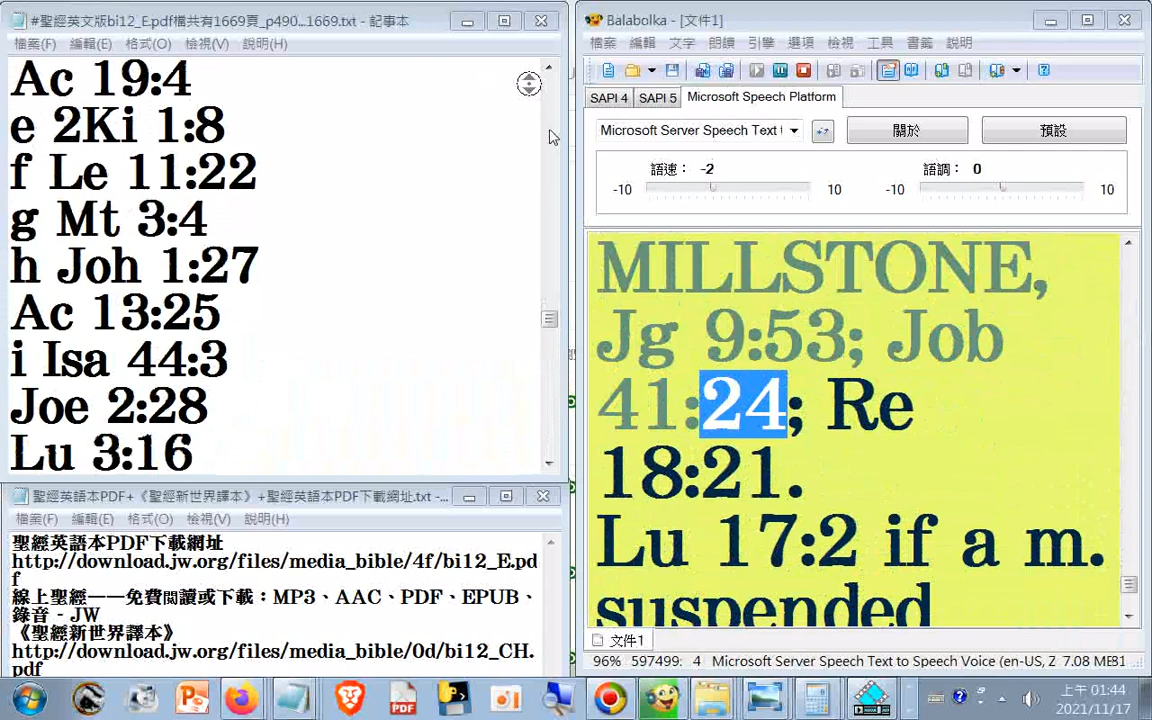 #聖經英文版bi12_E.pdf檔共有1669頁_p490...1669.txt - 記事本
檔案(F) 編輯(E) 格式(O) 檢視(V) 說明(H)
Ac 19:4
e 2Ki 1:8
f Le 11:22
g Mt 3:4
h Joh 1:27
Ac 13:25
i Isa 44:3
Joe 2:28
Lu 3:16
聖經英語本PDF+《聖經新世界譯本》+聖經英語本PDF下載網址.txt -...
檔案(F) 編輯(E) 格式(O) 檢視(V) 說明(H)
聖經英語本PDF下載網址
http://download.jw.org/files/media_bible/4f/bi12_E.pd
f
線上聖經——免費閱讀或下載：MP3、AAC、PDF、EPUB、
錄音 - JW
《聖經新世界譯本》
http://download.jw.org/files/media_bible/0d/bi12_CH.
pdf
Balabolka - [文件1]
檔案 編輯 文字 朗讀 引擎 選項 檢視 工具 書籤 說明
SAPI 4 SAPI 5 Microsoft Speech Platform
Microsoft Server Speech Text 關於 預設
語速： -2 語調： 0
-10 10 -10 10
MILLSTONE,
Jg 9:53; Job
41:24; Re
18:21.
Lu 17:2 if a m.
suspended
文件1
96% 597499: 4 Microsoft Server Speech Text to Speech Voice (en-US, Z 7.08 MB
PDF
上午 01:44
2021/11/17